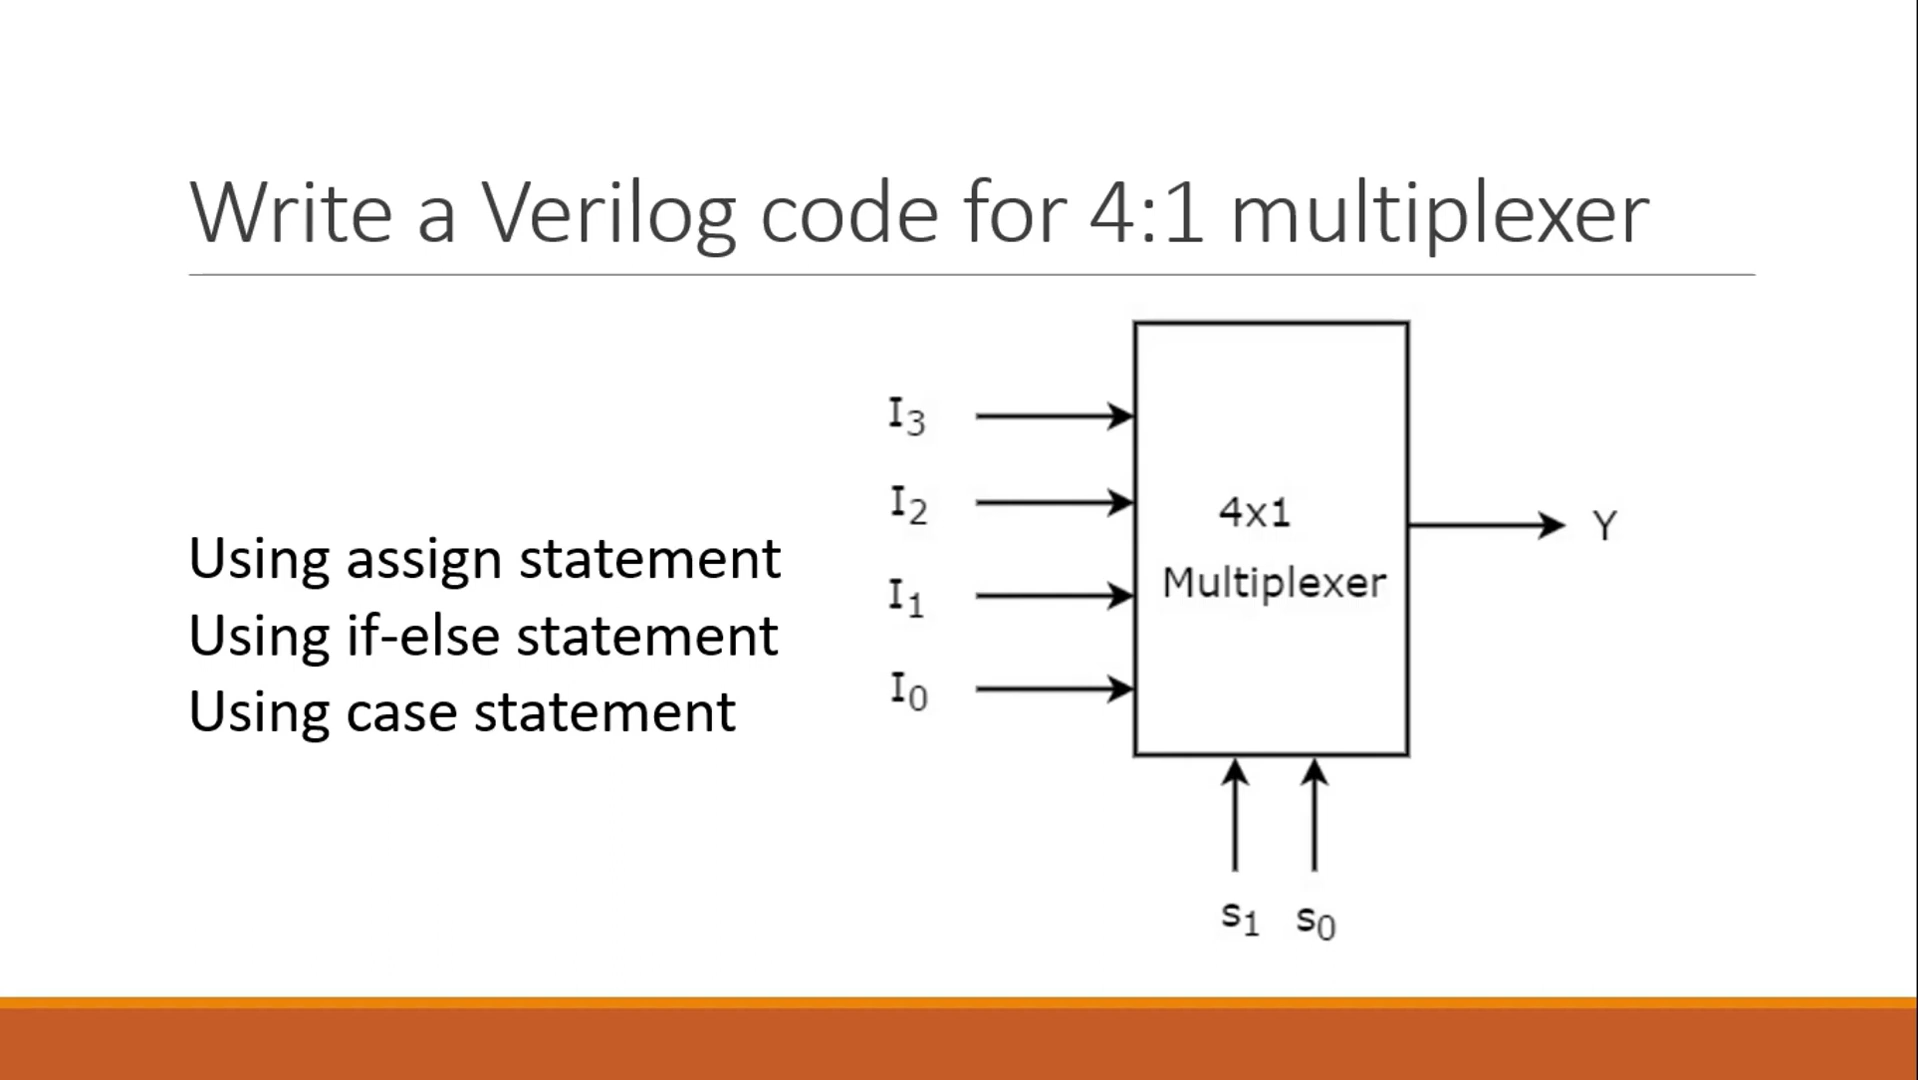 Write a Verilog code for 4:1 multiplexer
Using assign statement
Using if-else statement
Using case statement
I₃
I₂
I₁
I₀
4x1
Multiplexer
Y
s₁ s₀